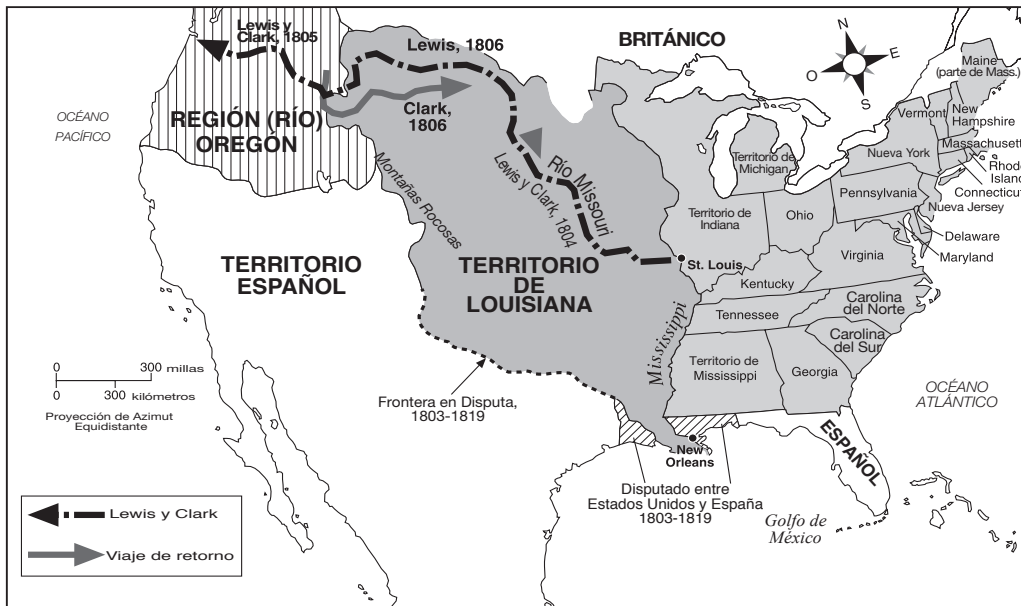 Lewis y
Clark, 1805
Lewis, 1806
BRITÁNICO
N
E
S
O
Maine
(parte de Mass.)
OCÉANO
PACÍFICO
REGIÓN (RÍO)
OREGÓN
Clark,
1806
Vermont
New
Hampshire
Massachusett
Rhode
Island
Connecticut
Nueva York
Nueva Jersey
Pennsylvania
Territorio de
Michigan
Montañas Rocosas
Río Missouri
Lewis y Clark, 1804
Territorio de
Indiana
Ohio
Delaware
Maryland
Virginia
St. Louis
Kentucky
TERRITORIO
ESPAÑOL
TERRITORIO
DE
LOUISIANA
Mississippi
Tennessee
Carolina
del Norte
Carolina
del Sur
Territorio de
Mississippi
Georgia
0 300 millas
0 300 kilómetros
Proyección de Azimut
Equidistante
Frontera en Disputa,
1803-1819
OCÉANO
ATLÁNTICO
ESPAÑOL
New
Orleans
Disputado entre
Estados Unidos y España
1803-1819
Golfo de
México
Lewis y Clark
Viaje de retorno